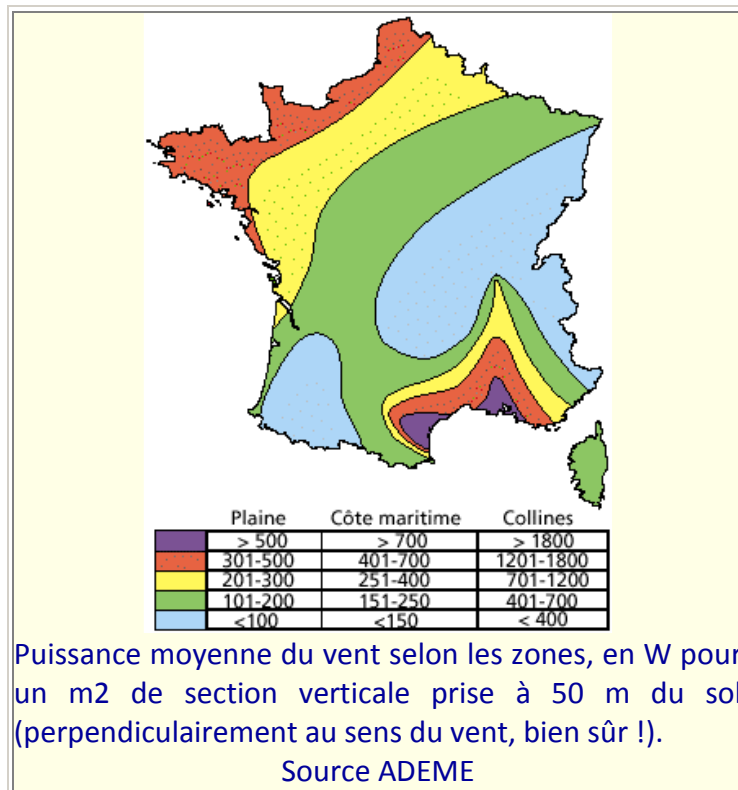 Plaine Côte maritime Collines
> 500 > 700 > 1800
301-500 401-700 1201-1800
201-300 251-400 701-1200
101-200 151-250 401-700
<100 <150 < 400
Puissance moyenne du vent selon les zones, en W pour
un m2 de section verticale prise à 50 m du sol
(perpendiculairement au sens du vent, bien sûr !).
Source ADEME